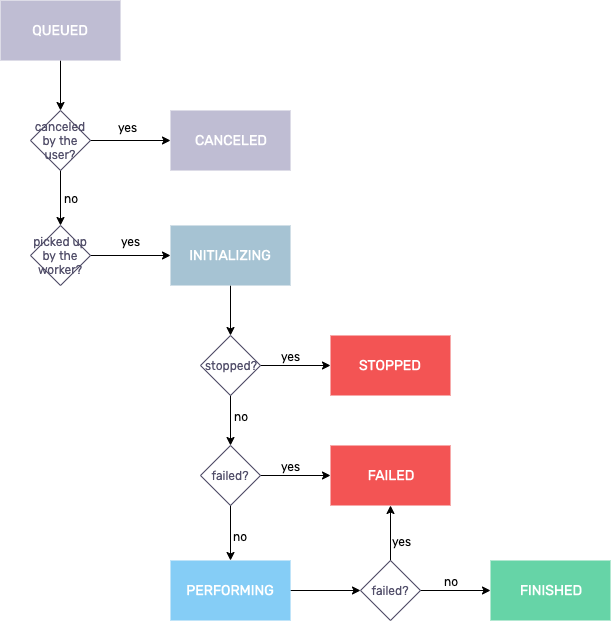 QUEUED
canceled
by the
user?
yes
CANCELED
no
picked up
by the
worker?
yes
INITIALIZING
stopped?
yes
STOPPED
no
failed?
yes
FAILED
no
yes
PERFORMING
failed?
no
FINISHED